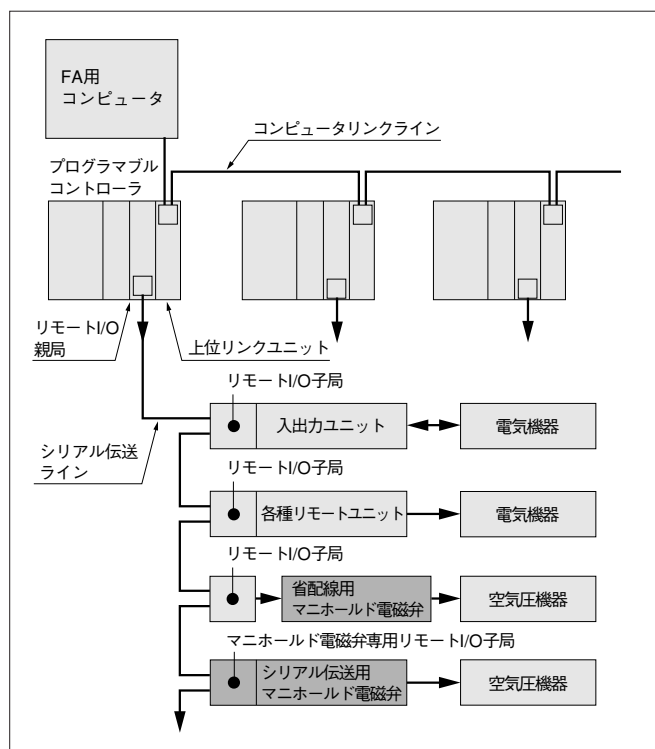 FA用
コンピュータ
コンピュータリンクライン
プログラマブル
コントローラ
リモートI/O
親局
上位リンクユニット
リモートI/O子局
入出力ユニット
電気機器
シリアル伝送
ライン
リモートI/O子局
各種リモートユニット
電気機器
リモートI/O子局
省配線用
マニホールド電磁弁
空気圧機器
マニホールド電磁弁専用リモートI/O子局
シリアル伝送用
マニホールド電磁弁
空気圧機器